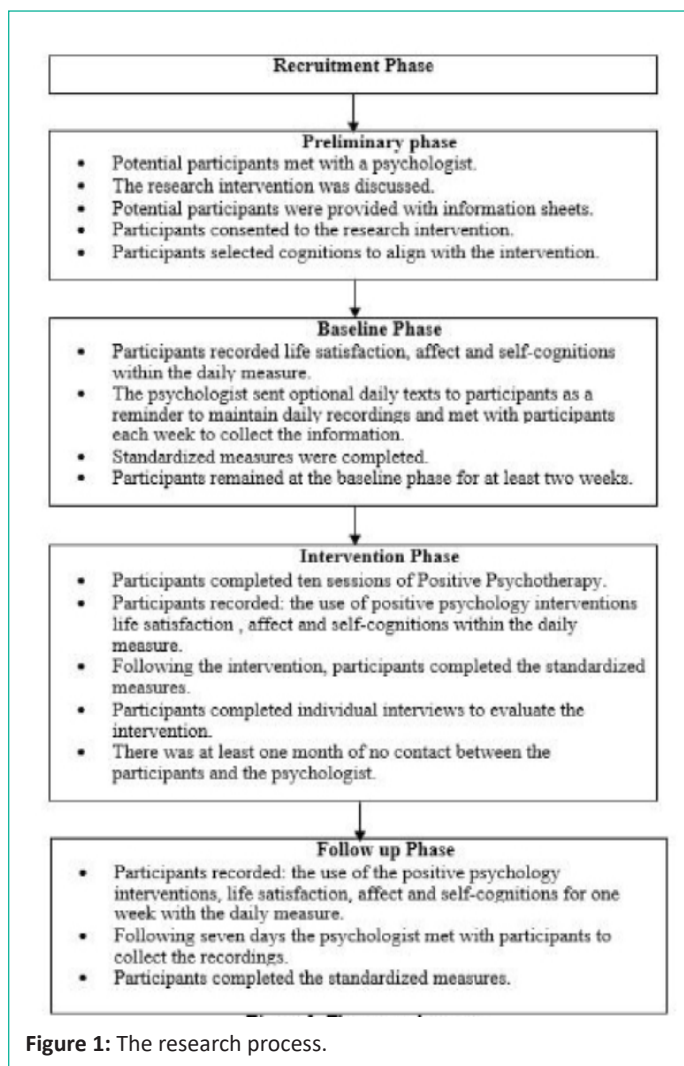 Recruitment Phase
Preliminary phase
• Potential participants met with a psychologist.
• The research intervention was discussed.
• Potential participants were provided with information sheets.
• Participants consented to the research intervention.
• Participants selected cognitions to align with the intervention.
Baseline Phase
• Participants recorded life satisfaction, affect and self-cognitions
within the daily measure.
• The psychologist sent optional daily texts to participants as a
reminder to maintain daily recordings and met with participants
each week to collect the information.
• Standardized measures were completed.
• Participants remained at the baseline phase for at least two weeks.
Intervention Phase
• Participants completed ten sessions of Positive Psychotherapy.
• Participants recorded: the use of positive psychology interventions
life satisfaction , affect and self-cognitions within the daily
measure.
• Following the intervention, participants completed the standardized
measures.
• Participants completed individual interviews to evaluate the
intervention.
• There was at least one month of no contact between the
participants and the psychologist.
Follow up Phase
• Participants recorded: the use of the positive psychology
interventions, life satisfaction, affect and self-cognitions for one
week with the daily measure.
• Following seven days the psychologist met with participants to
collect the recordings.
• Participants completed the standardized measures.
Figure 1: The research process.